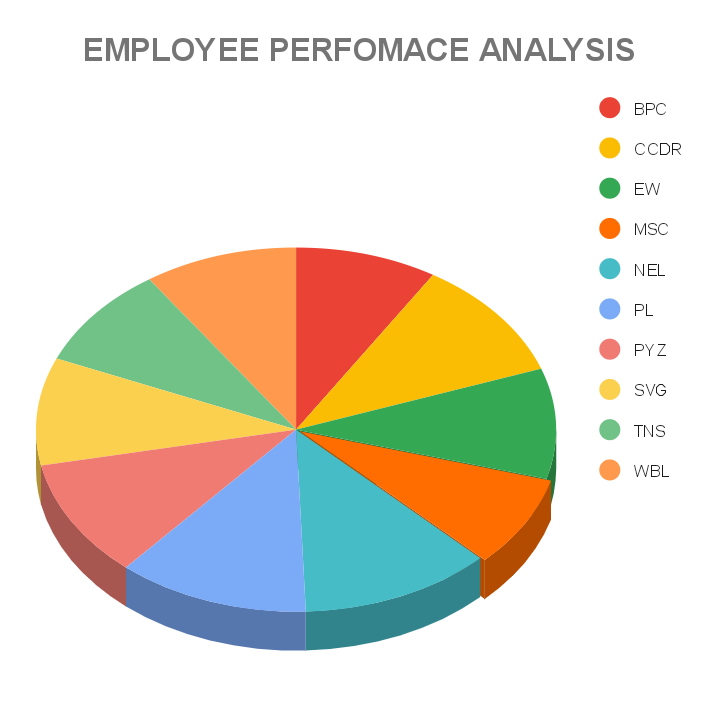 EMPLOYEE PERFOMACE ANALYSIS
BPC
CCDR
EW
MSC
NEL
PL
PYZ
SVG
TNS
WBL